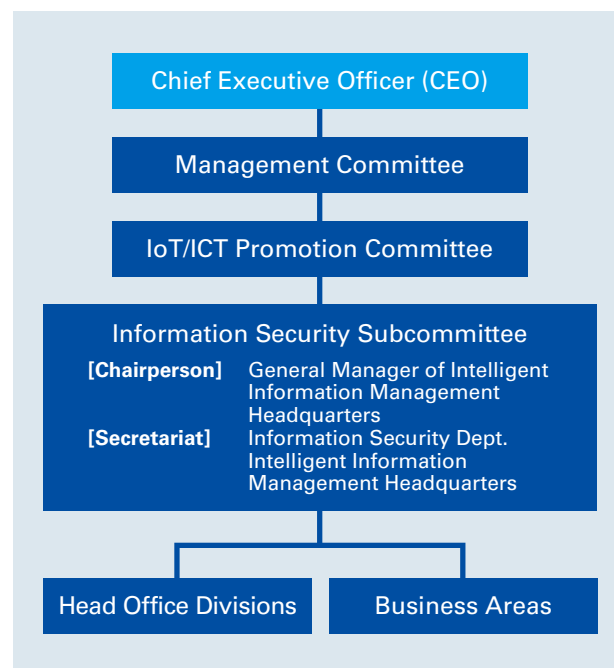 Chief Executive Officer (CEO)
Management Committee
IoT/ICT Promotion Committee
Information Security Subcommittee
[Chairperson] General Manager of Intelligent
Information Management
Headquarters
[Secretariat] Information Security Dept.
Intelligent Information
Management Headquarters
Head Office Divisions
Business Areas